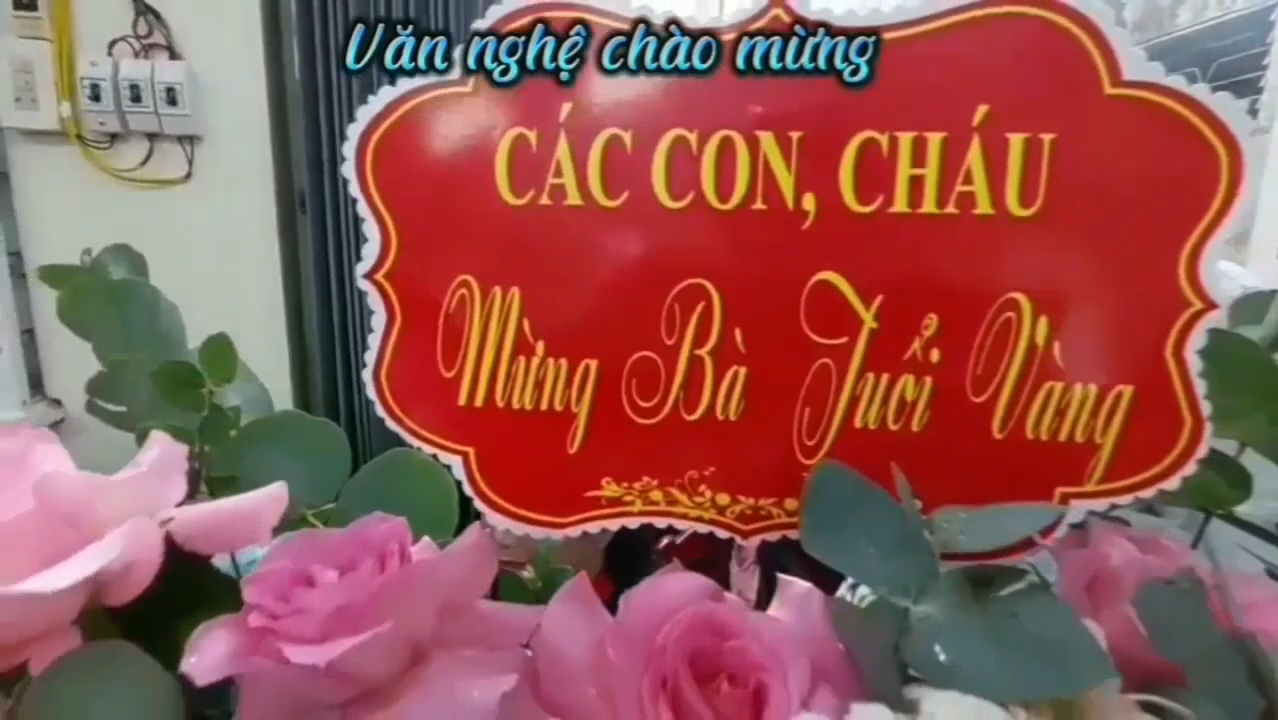 Văn nghệ chào mừng
CÁC CON, CHÁU
Mừng Bà Tuổi Vàng